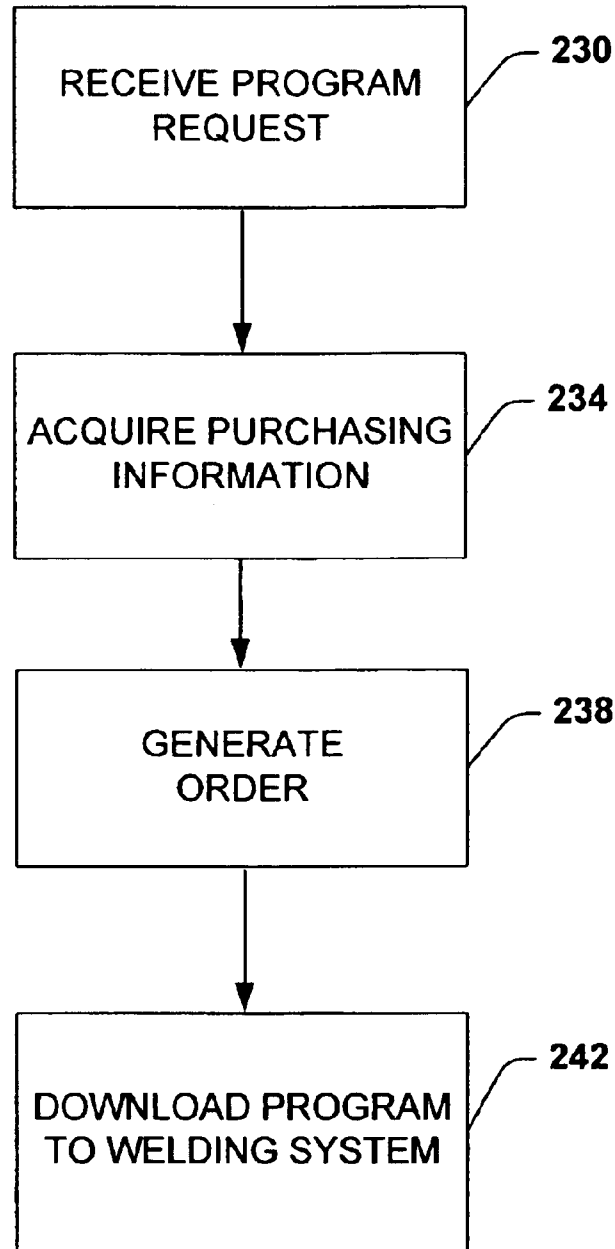 RECEIVE PROGRAM
REQUEST
230
ACQUIRE PURCHASING
INFORMATION
234
GENERATE
ORDER
238
DOWNLOAD PROGRAM
TO WELDING SYSTEM
242